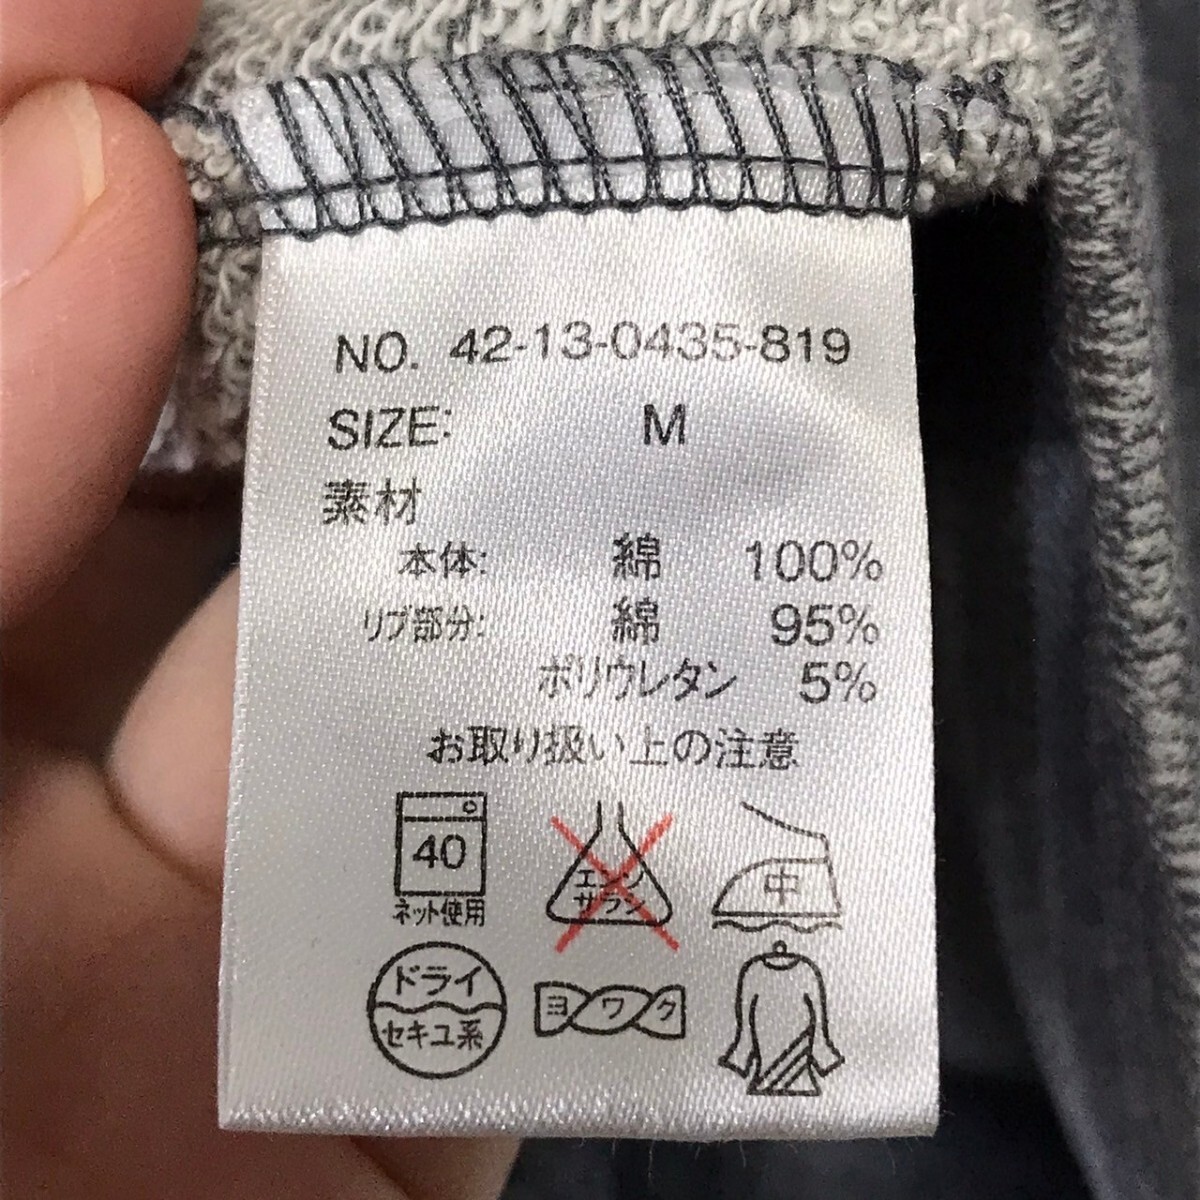 NO. 42-13-0435-819
SIZE: M
素材
本体: 綿 100%
リブ部分: 綿 95%
ポリウレタン 5%
お取り扱い上の注意
40
ネット使用
エンソ
サラシ
中
ドライ
セキユ系
ヨワク